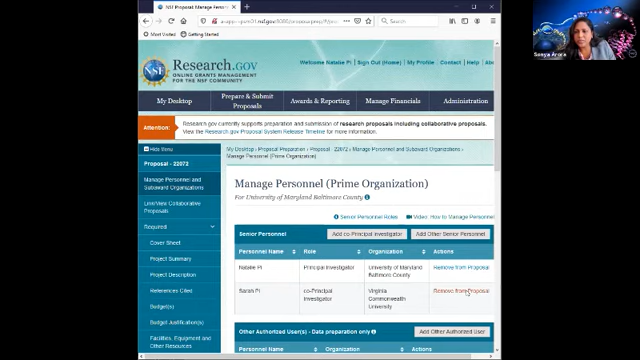 NSF Proposal Management
Search
Most Visited
Getting Started
Research.gov
ONLINE GRANTS MANAGEMENT
FOR THE NSF COMMUNITY
Welcome Natalie PI | Sign Out (Home) | My Profile | Contact | Help
My Desktop
Prepare & Submit
Proposals
Awards & Reporting
Manage Financials
Administration
Attention:
Research.gov currently supports preparation and submission of research proposals including collaborative proposals.
View the Research.gov Proposal System Release Timeline for more information.
Hide Menu
Proposal - 22072
Manage Personnel and
Subaward Organizations
Link/View Collaborative
Proposals
Required
Cover Sheet
Project Summary
Project Description
References Cited
Budget(s)
Budget Justification(s)
Facilities, Equipment and
Other Resources
My Desktop > Proposal Preparation > Proposal - 22072 > Manage Personnel and Subaward Organizations >
Manage Personnel (Prime Organization)
Manage Personnel (Prime Organization)
For University of Maryland Baltimore County
Senior Personnel Roles
Video: How to Manage Personnel
Senior Personnel
Add co-Principal Investigator
Add Other Senior Personnel
Personnel Name
Role
Organization
Actions
Natalie PI
Principal Investigator
University of Maryland
Baltimore County
Remove from Proposal
Sarah PI
co-Principal
Investigator
Virginia
Commonwealth
University
Remove from Proposal
Other Authorized User(s) - Data preparation only
Add Other Authorized User
Personnel Name
Organization
Actions
Sonya Arora